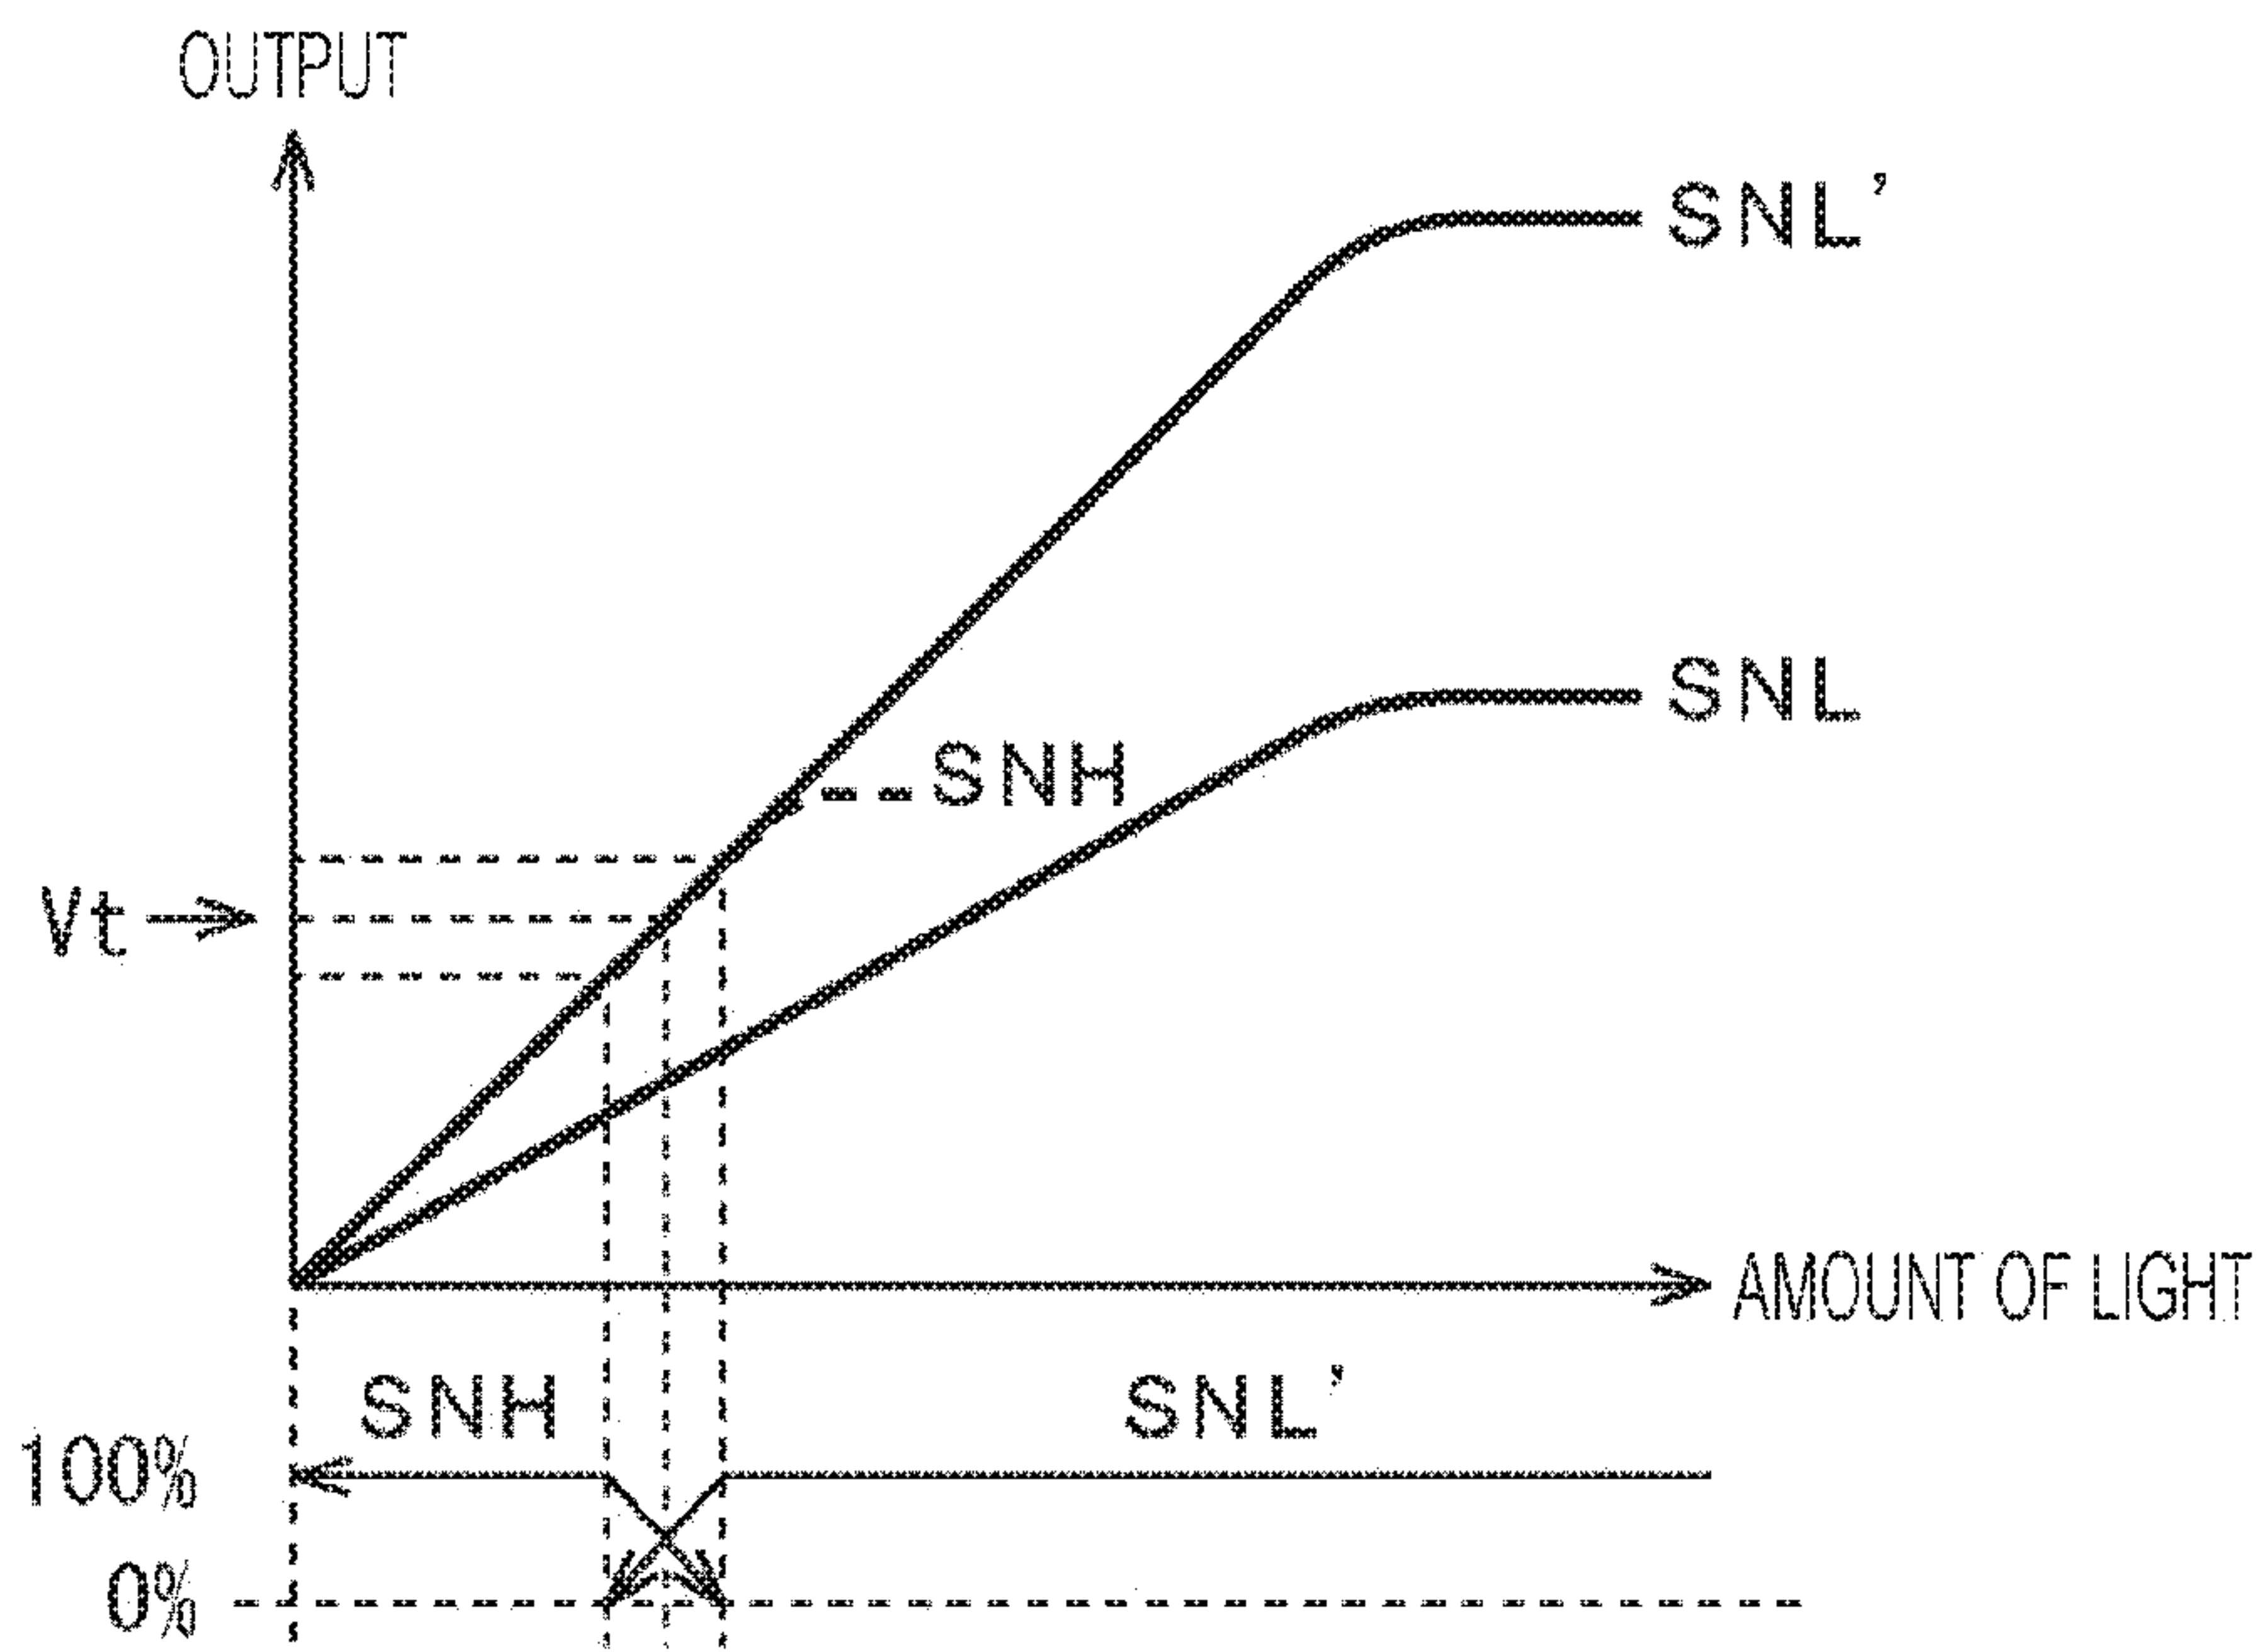 OUTPUT
SNL'
SNL
SNH
Vt
AMOUNT OF LIGHT
SNH
SNL'
100%
0%